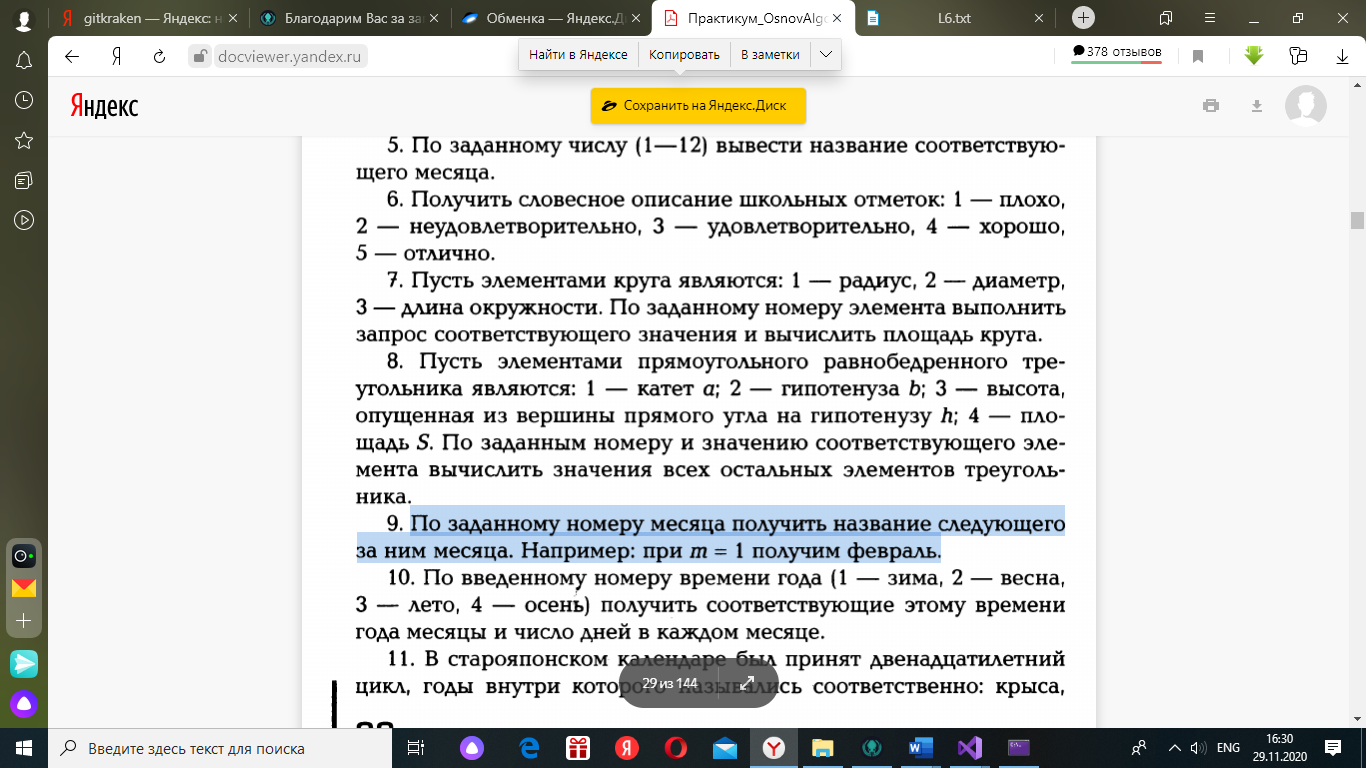 gitkraken — Яндекс: н
Благодарим Вас за за
Обменка — Яндекс.Д
Практикум_OsnovAlg
L6.txt
docviewer.yandex.ru
Найти в Яндексе
Копировать
В заметки
378 отзывов
Яндекс
Сохранить на Яндекс.Диск
5. По заданному числу (1—12) вывести название соответствую-
щего месяца.
6. Получить словесное описание школьных отметок: 1 — плохо,
2 — неудовлетворительно, 3 — удовлетворительно, 4 — хорошо,
5 — отлично.
7. Пусть элементами круга являются: 1 — радиус, 2 — диаметр,
3 — длина окружности. По заданному номеру элемента выполнить
запрос соответствующего значения и вычислить площадь круга.
8. Пусть элементами прямоугольного равнобедренного тре-
угольника являются: 1 — катет a; 2 — гипотенуза b; 3 — высота,
опущенная из вершины прямого угла на гипотенузу h; 4 — пло-
щадь S. По заданным номеру и значению соответствующего эле-
мента вычислить значения всех остальных элементов треуголь-
ника.
9. По заданному номеру месяца получить название следующего
за ним месяца. Например: при m = 1 получим февраль.
10. По введенному номеру времени года (1 — зима, 2 — весна,
3 — лето, 4 — осень) получить соответствующие этому времени
года месяцы и число дней в каждом месяце.
11. В старояпонском календаре был принят двенадцатилетний
цикл, годы внутри которого назывались соответственно: крыса,
29 из 144
Введите здесь текст для поиска
ENG
16:30
29.11.2020